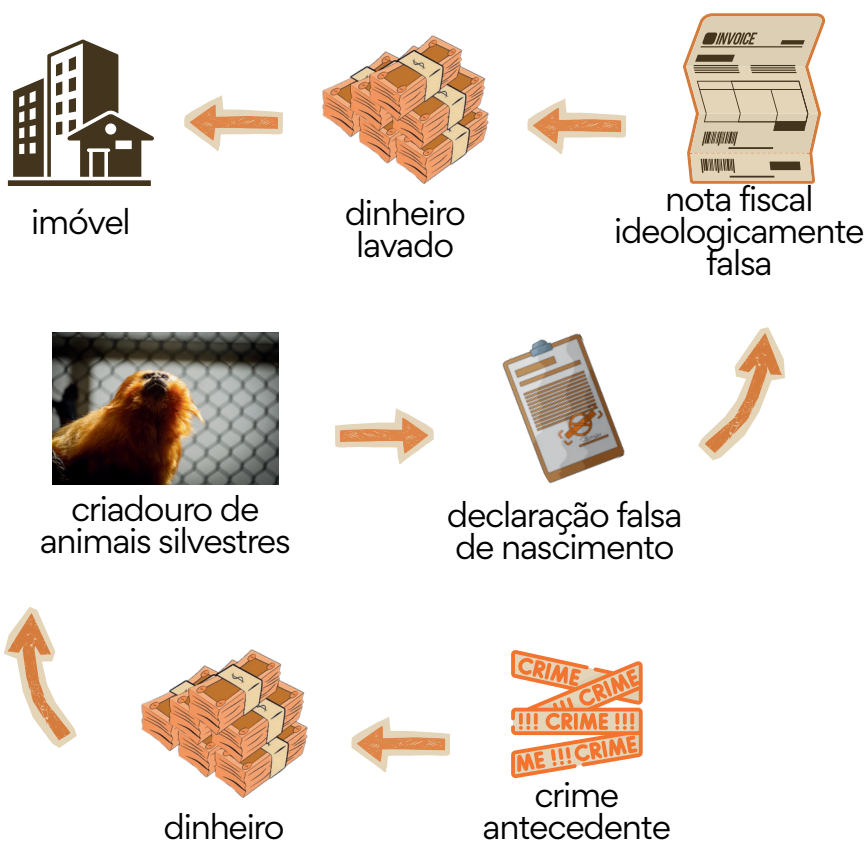 INVOICE
imóvel
dinheiro
lavado
nota fiscal
ideologicamente
falsa
criadouro de
animais silvestres
declaração falsa
de nascimento
CRIME
!!! CRIME
!!! CRIME !!!
ME !!! CRIME
dinheiro
crime
antecedente